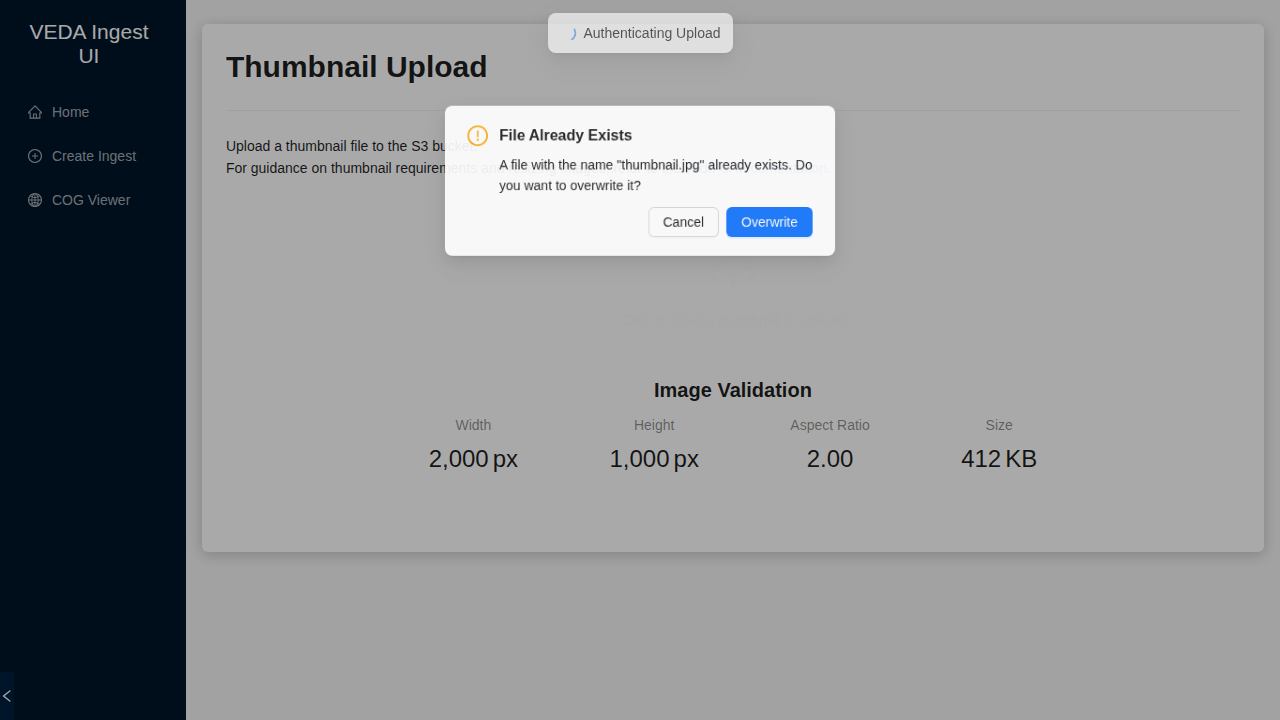 VEDA Ingest
UI
Home
Create Ingest
COG Viewer
Authenticating Upload
Thumbnail Upload
Upload a thumbnail file to the S3 bucket.
For guidance on thumbnail requirements
File Already Exists
A file with the name "thumbnail.jpg" already exists. Do
you want to overwrite it?
Cancel
Overwrite
Image Validation
Width
Height
Aspect Ratio
Size
2,000 px
1,000 px
2.00
412 KB